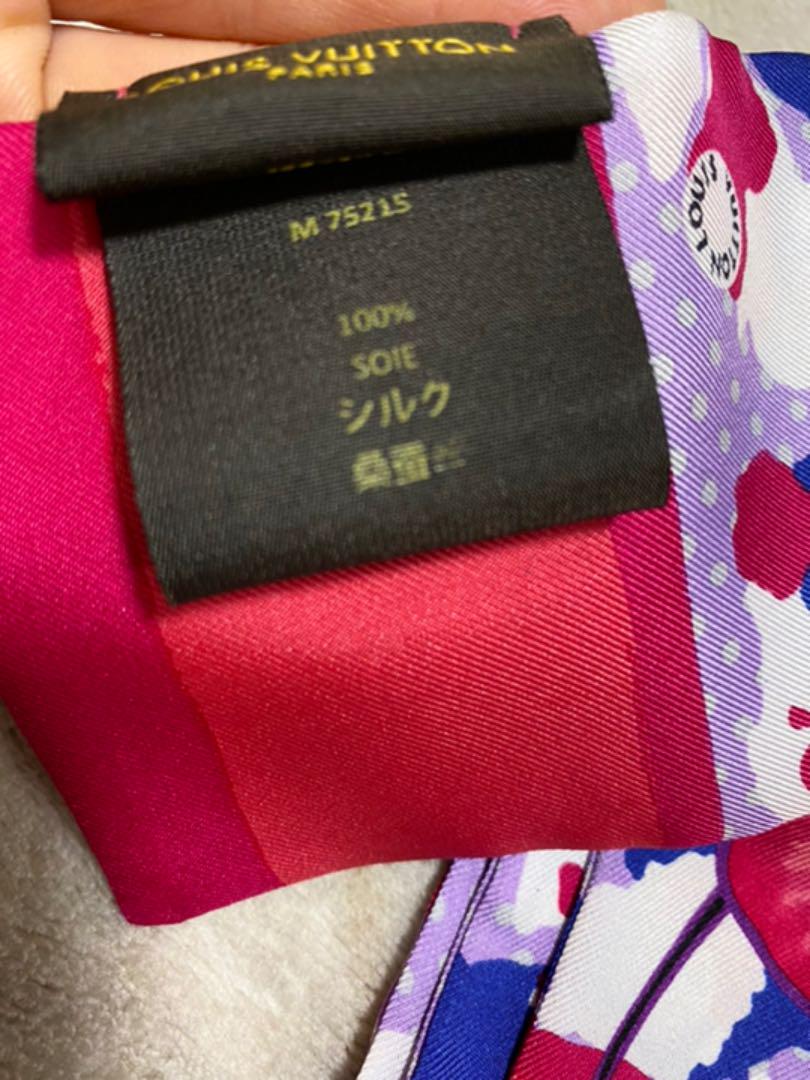 LOUIS VUITTON
PARIS
M 75215
100%
SOIE
シルク
桑蚕丝
LOUIS VUITTON